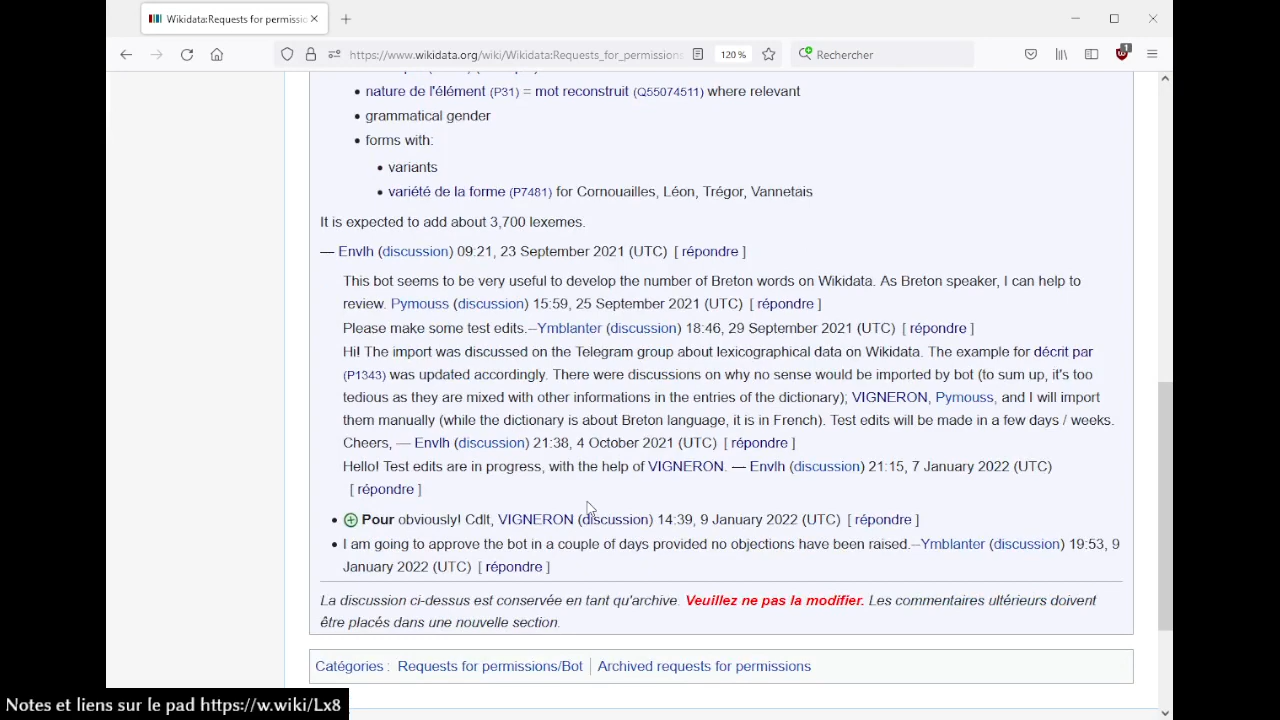 Wikidata:Requests for permissio
https://www.wikidata.org/wiki/Wikidata:Requests_for_permissions
120 %
Rechercher
1
nature de l'élément (P31) = mot reconstruit (Q55074511) where relevant
grammatical gender
forms with:
variants
variété de la forme (P7481) for Cornouailles, Léon, Trégor, Vannetais
It is expected to add about 3,700 lexemes.
— Envlh (discussion) 09:21, 23 September 2021 (UTC) [ répondre ]
This bot seems to be very useful to develop the number of Breton words on Wikidata. As Breton speaker, I can help to
review. Pymouss (discussion) 15:59, 25 September 2021 (UTC) [ répondre ]
Please make some test edits.--Ymblanter (discussion) 18:46, 29 September 2021 (UTC) [ répondre ]
Hi! The import was discussed on the Telegram group about lexicographical data on Wikidata. The example for décrit par
(P1343) was updated accordingly. There were discussions on why no sense would be imported by bot (to sum up, it's too
tedious as they are mixed with other informations in the entries of the dictionary); VIGNERON, Pymouss, and I will import
them manually (while the dictionary is about Breton language, it is in French). Test edits will be made in a few days / weeks.
Cheers, — Envlh (discussion) 21:38, 4 October 2021 (UTC) [ répondre ]
Hello! Test edits are in progress, with the help of VIGNERON. — Envlh (discussion) 21:15, 7 January 2022 (UTC)
[ répondre ]
Pour obviously! Cdlt, VIGNERON (discussion) 14:39, 9 January 2022 (UTC) [ répondre ]
I am going to approve the bot in a couple of days provided no objections have been raised.--Ymblanter (discussion) 19:53, 9
January 2022 (UTC) [ répondre ]
La discussion ci-dessus est conservée en tant qu'archive. Veuillez ne pas la modifier. Les commentaires ultérieurs doivent
être placés dans une nouvelle section.
Catégories : Requests for permissions/Bot | Archived requests for permissions
Notes et liens sur le pad https://w.wiki/Lx8